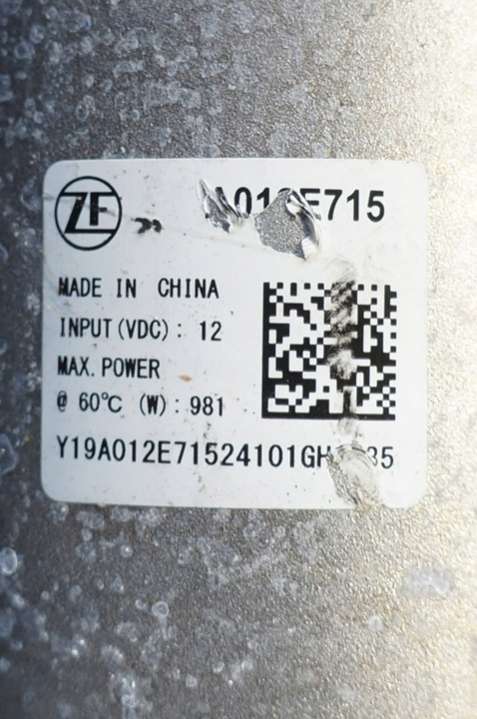 ZF
MADE IN CHINA
INPUT(VDC): 12
MAX. POWER
@ 60℃ (W): 981